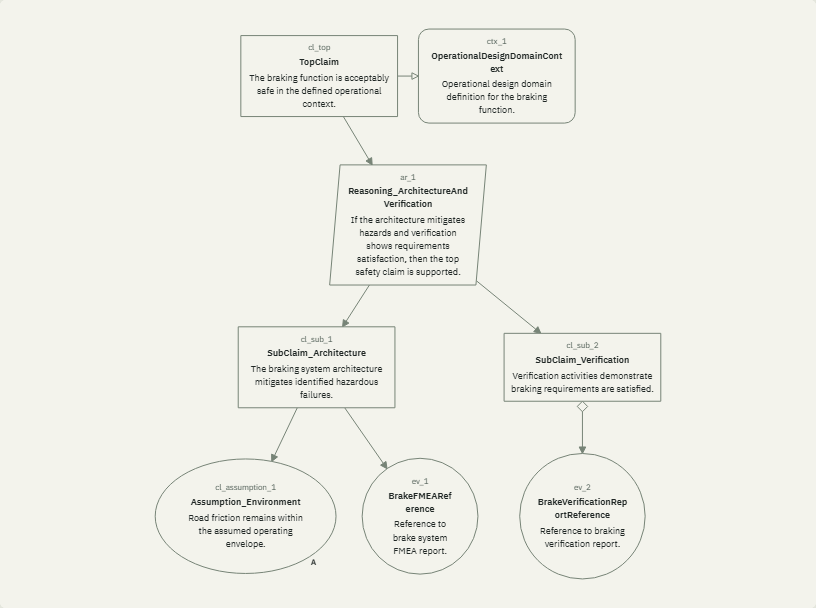 cl_top
TopClaim
The braking function is acceptably
safe in the defined operational
context.
ctx_1
OperationalDesignDomainCont
ext
Operational design domain
definition for the braking
function.
ar_1
Reasoning_ArchitectureAnd
Verification
If the architecture mitigates
hazards and verification
shows requirements
satisfaction, then the top
safety claim is supported.
cl_sub_1
SubClaim_Architecture
The braking system architecture
mitigates identified hazardous
failures.
cl_sub_2
SubClaim_Verification
Verification activities demonstrate
braking requirements are satisfied.
cl_assumption_1
Assumption_Environment
Road friction remains within
the assumed operating
envelope.
A
ev_1
BrakeFMEARef
erence
Reference to
brake system
FMEA report.
ev_2
BrakeVerificationRep
ortReference
Reference to braking
verification report.